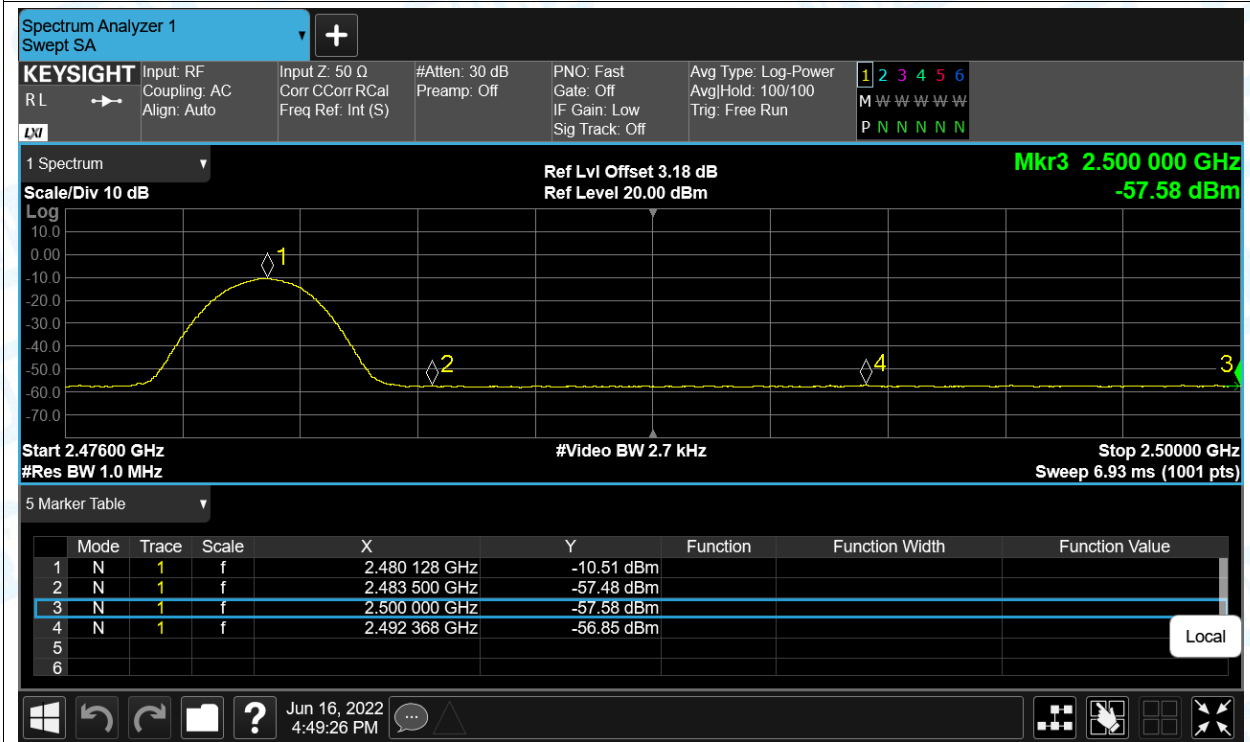 Spectrum Analyzer 1
Swept SA
+
KEYSIGHT
R L
LXI
Input: RF
Coupling: AC
Align: Auto
Input Z: 50 Ω
Corr CCorr RCal
Freq Ref: Int (S)
#Atten: 30 dB
Preamp: Off
PNO: Fast
Gate: Off
IF Gain: Low
Sig Track: Off
Avg Type: Log-Power
Avg|Hold: 100/100
Trig: Free Run
1 2 3 4 5 6
M W W W W W
P N N N N N
1 Spectrum
Scale/Div 10 dB
Ref Lvl Offset 3.18 dB
Ref Level 20.00 dBm
Mkr3 2.500 000 GHz
-57.58 dBm
Log
10.0
0.00
-10.0
-20.0
-30.0
-40.0
-50.0
-60.0
-70.0
1
2
4
3
Start 2.47600 GHz
#Res BW 1.0 MHz
#Video BW 2.7 kHz
Stop 2.50000 GHz
Sweep 6.93 ms (1001 pts)
5 Marker Table
Mode Trace Scale X Y Function Function Width Function Value
1 N 1 f 2.480 128 GHz -10.51 dBm
2 N 1 f 2.483 500 GHz -57.48 dBm
3 N 1 f 2.500 000 GHz -57.58 dBm
4 N 1 f 2.492 368 GHz -56.85 dBm
5
6
Local
?
Jun 16, 2022
4:49:26 PM